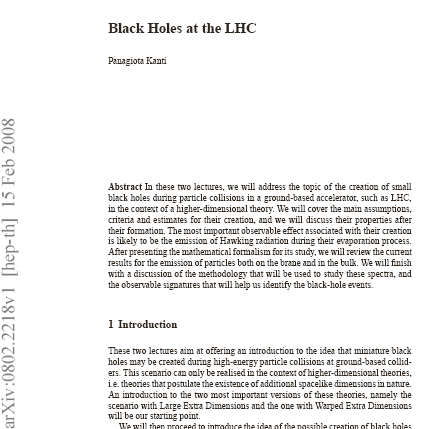 Black Holes at the LHC
Panagiota Kanti
arXiv:0802.2218v1 [hep-th] 15 Feb 2008
Abstract In these two lectures, we will address the topic of the creation of small
black holes during particle collisions in a ground-based accelerator, such as LHC,
in the context of a higher-dimensional theory. We will cover the main assumptions,
criteria and estimates for their creation, and we will discuss their properties after
their formation. The most important observable effect associated with their creation
is likely to be the emission of Hawking radiation during their evaporation process.
After presenting the mathematical formalism for its study, we will review the current
results for the emission of particles both on the brane and in the bulk. We will finish
with a discussion of the methodology that will be used to study these spectra, and
the observable signatures that will help us identify the black-hole events.
1 Introduction
These two lectures aim at offering an introduction to the idea that miniature black
holes may be created during high-energy particle collisions at ground-based collid-
ers. This scenario can only be realised in the context of higher-dimensional theories,
i.e. theories that postulate the existence of additional spacelike dimensions in nature.
An introduction to the two most important versions of these theories, namely the
scenario with Large Extra Dimensions and the one with Warped Extra Dimensions
will be our starting point.
We will then proceed to introduce the idea of the possible creation of black holes